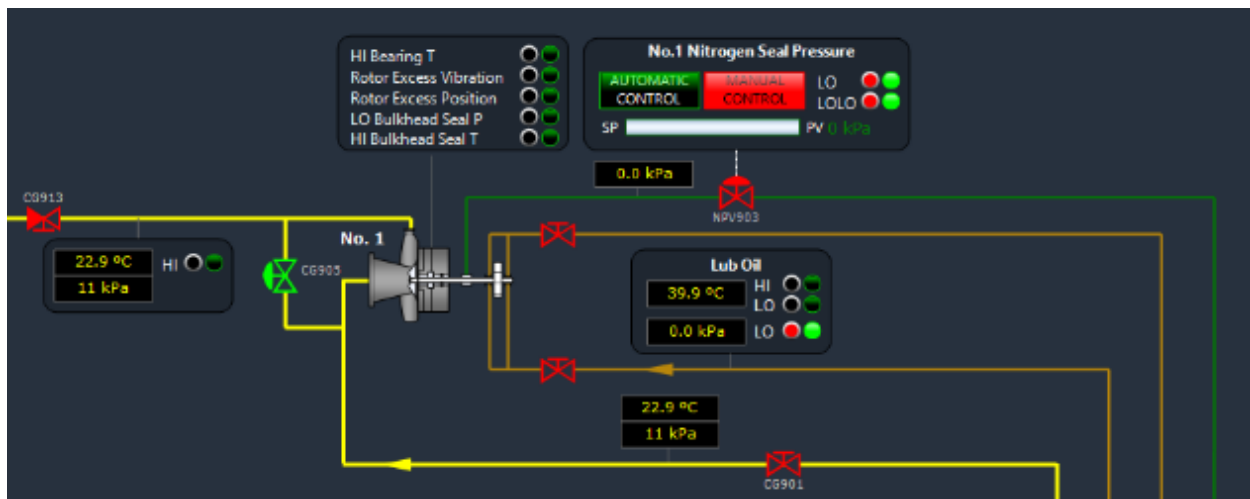 HI Bearing T
Rotor Excess Vibration
Rotor Excess Position
LO Bulkhead Seal P
HI Bulkhead Seal T
No.1 Nitrogen Seal Pressure
AUTOMATIC CONTROL
MANUAL CONTROL
LO
LOLO
SP
PV 0 kPa
0.0 kPa
NPV903
CG913
22.9 ºC
HI
11 kPa
CG905
No. 1
Lub Oil
39.9 ºC
HI
LO
0.0 kPa
LO
22.9 ºC
11 kPa
CG901